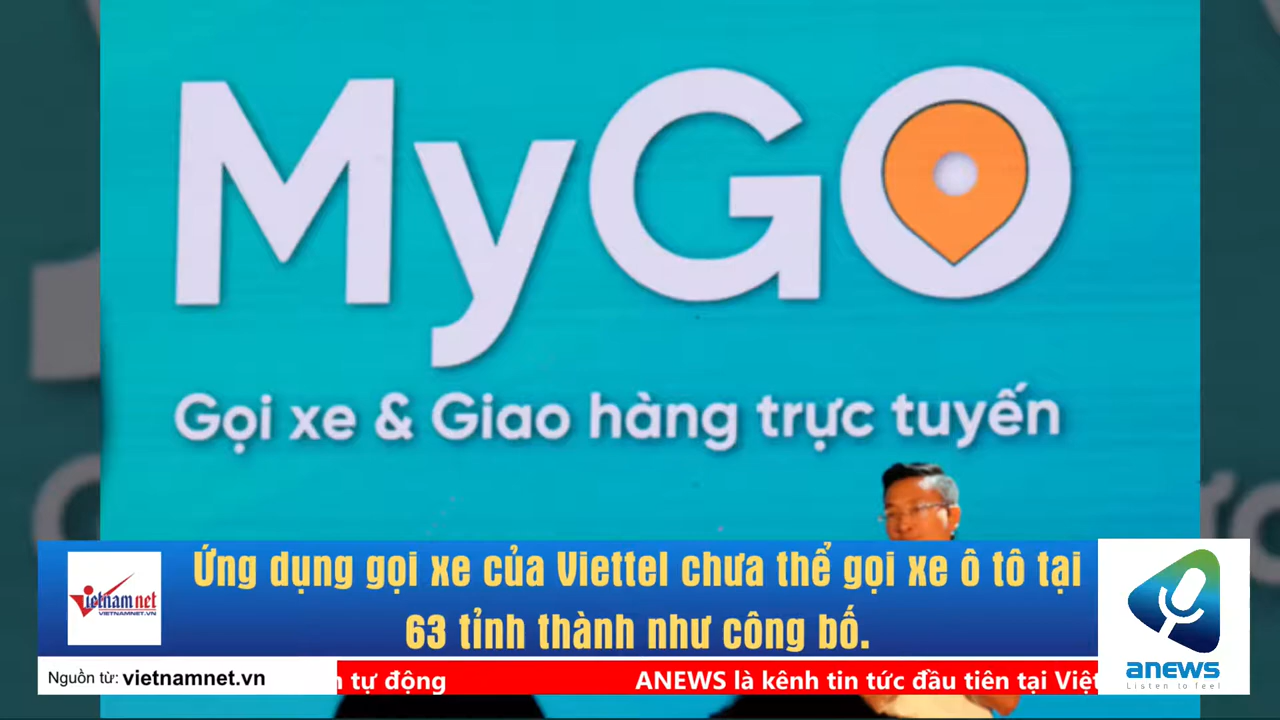 MyGO
Gọi xe & Giao hàng trực tuyến
Ứng dụng gọi xe của Viettel chưa thể gọi xe ô tô tại
63 tỉnh thành như công bố.
Vietnamnet
VIETNAMNET.VN
Nguồn từ: vietnamnet.vn
tự động
ANEWS là kênh tin tức đầu tiên tại Việt
anews
Listen to feel